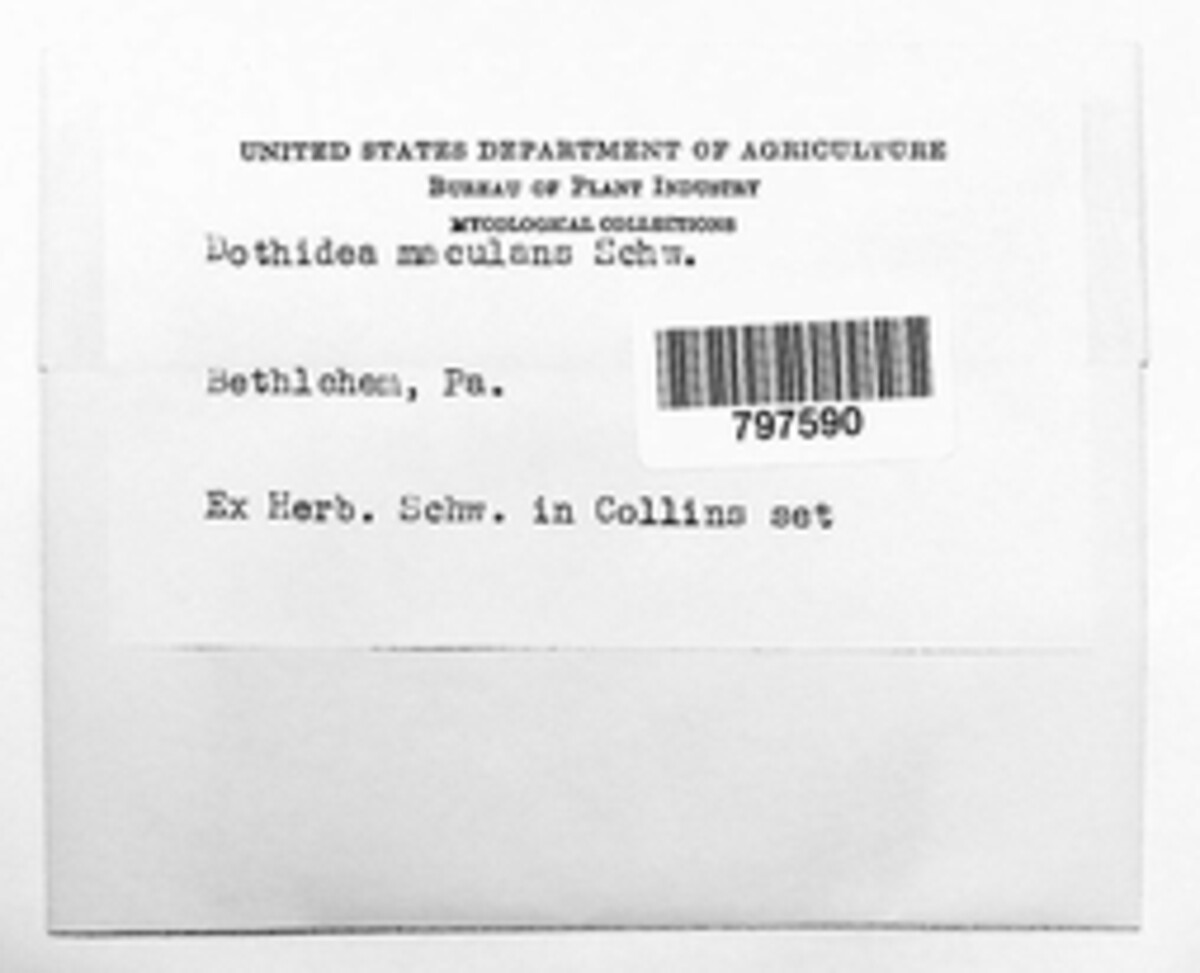 UNITED STATES DEPARTMENT OF AGRICULTURE
BUREAU OF PLANT INDUSTRY
MYCOLOGICAL COLLECTIONS
Dothidea maculans Schw.
Bethlehem, Pa.
797590
Ex Herb. Schw. in Collins set